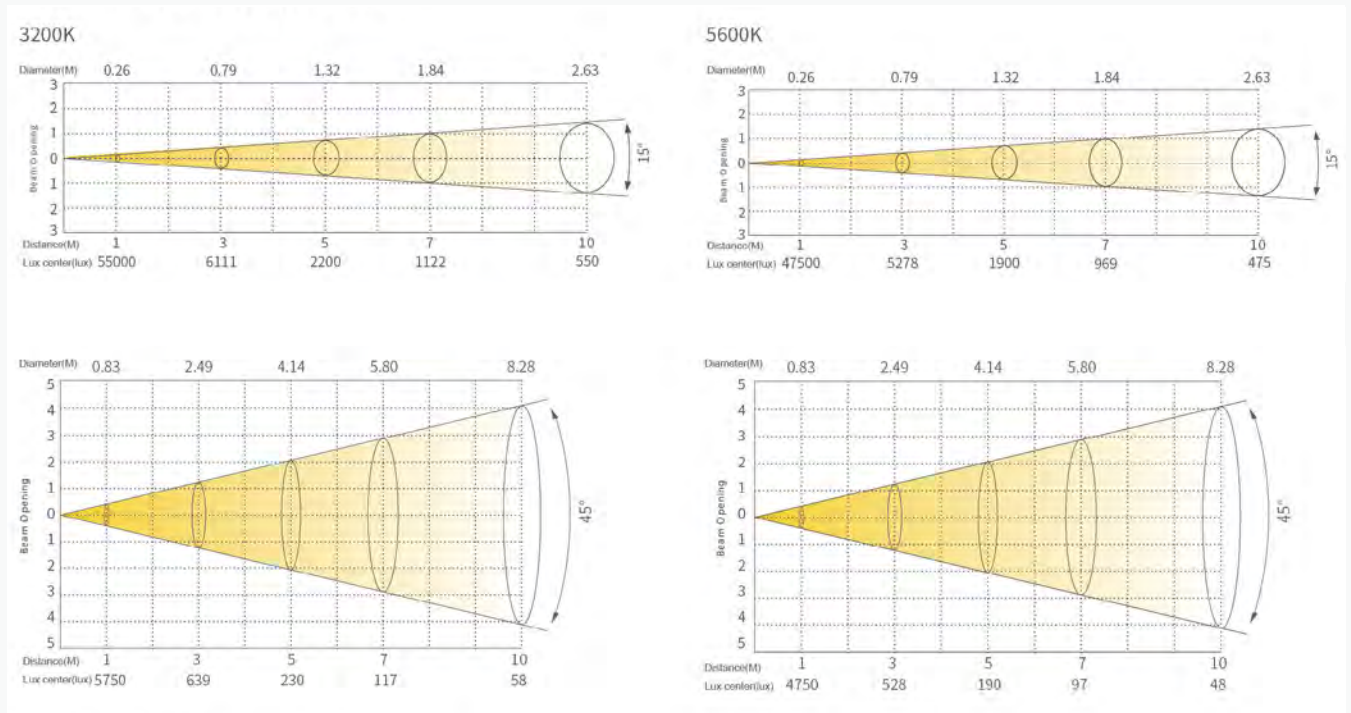 3200K
Diameter(M) 0.26 0.79 1.32 1.84 2.63
3
2
1
0
1
2
3
Beam Opening
15°
Distance(M) 1 3 5 7 10
Lux center(lux) 55000 6111 2200 1122 550
5600K
Diameter(M) 0.26 0.79 1.32 1.84 2.63
3
2
1
0
1
2
3
Beam Opening
15°
Distance(M) 1 3 5 7 10
Lux center(lux) 47500 5278 1900 969 475
Diameter(M) 0.83 2.49 4.14 5.80 8.28
5
4
3
2
1
0
1
2
3
4
5
Beam Opening
45°
Distance(M) 1 3 5 7 10
Lux center(lux) 5750 639 230 117 58
Diameter(M) 0.83 2.49 4.14 5.80 8.28
5
4
3
2
1
0
1
2
3
4
5
Beam Opening
45°
Distance(M) 1 3 5 7 10
Lux center(lux) 4750 528 190 97 48